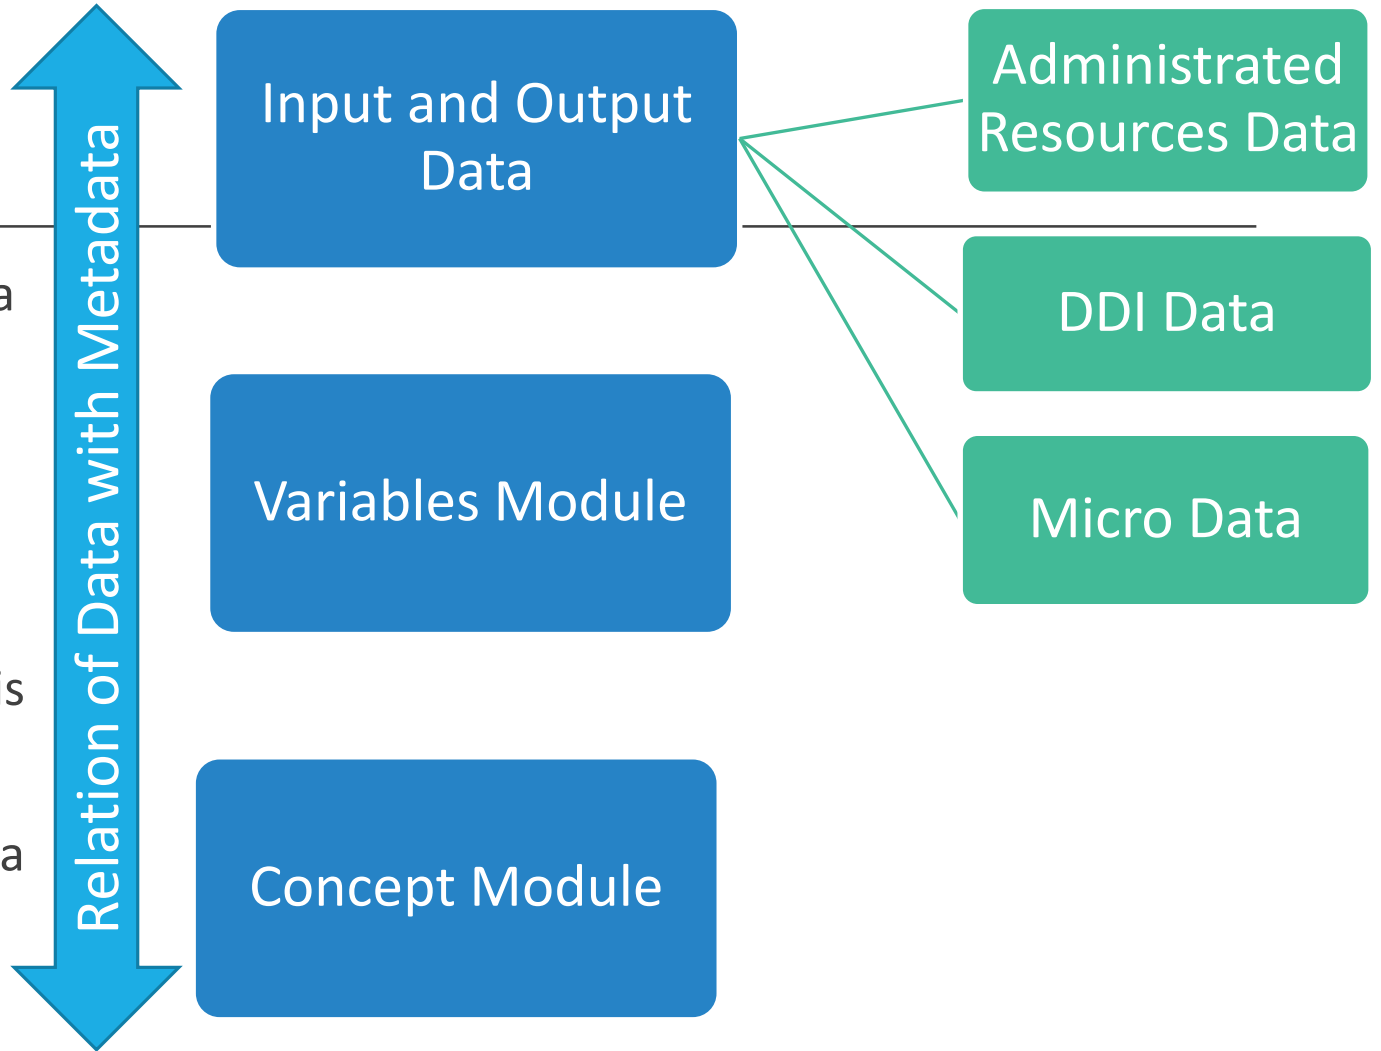 Relation of Data with Metadata
Input and Output
Data
Variables Module
Concept Module
Administrated
Resources Data
DDI Data
Micro Data
a
is
a